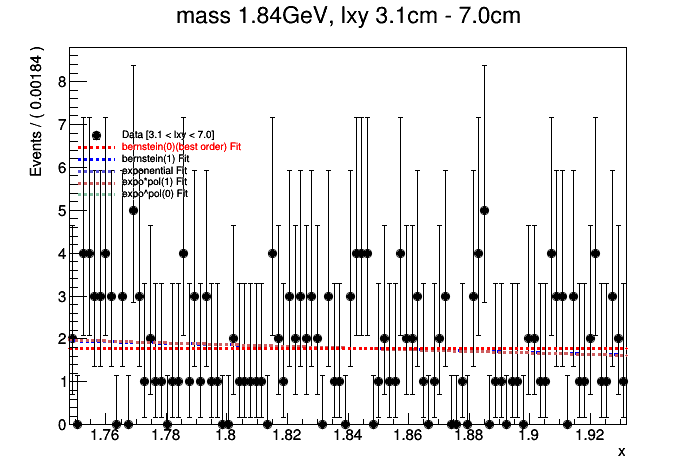 mass 1.84GeV, lxy 3.1cm - 7.0cm
Events / ( 0.00184 )
8
7
6
5
4
3
2
1
0
Data [3.1 < lxy < 7.0]
bernstein(0)(best order) Fit
bernstein(1) Fit
exponential Fit
expo*pol(1) Fit
expo^pol(0) Fit
1.76 1.78 1.8 1.82 1.84 1.86 1.88 1.9 1.92
x